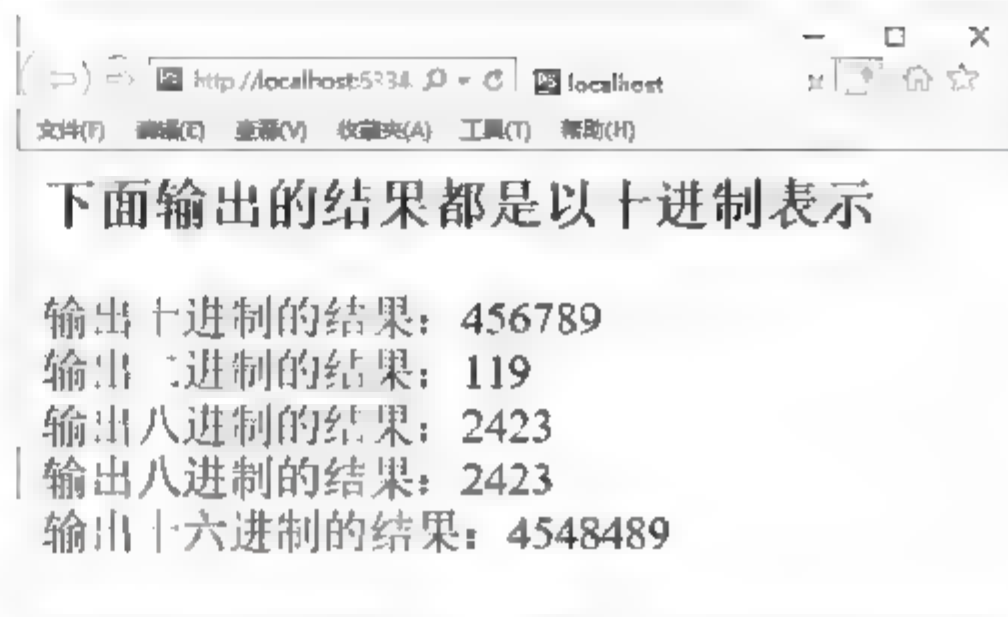 http://localhost:5334 localhost
文件(F) 编辑(E) 查看(V) 收藏夹(A) 工具(T) 帮助(H)
下面输出的结果都是以十进制表示
输出十进制的结果：456789
输出二进制的结果：119
输出八进制的结果：2423
输出八进制的结果：2423
输出十六进制的结果：4548489